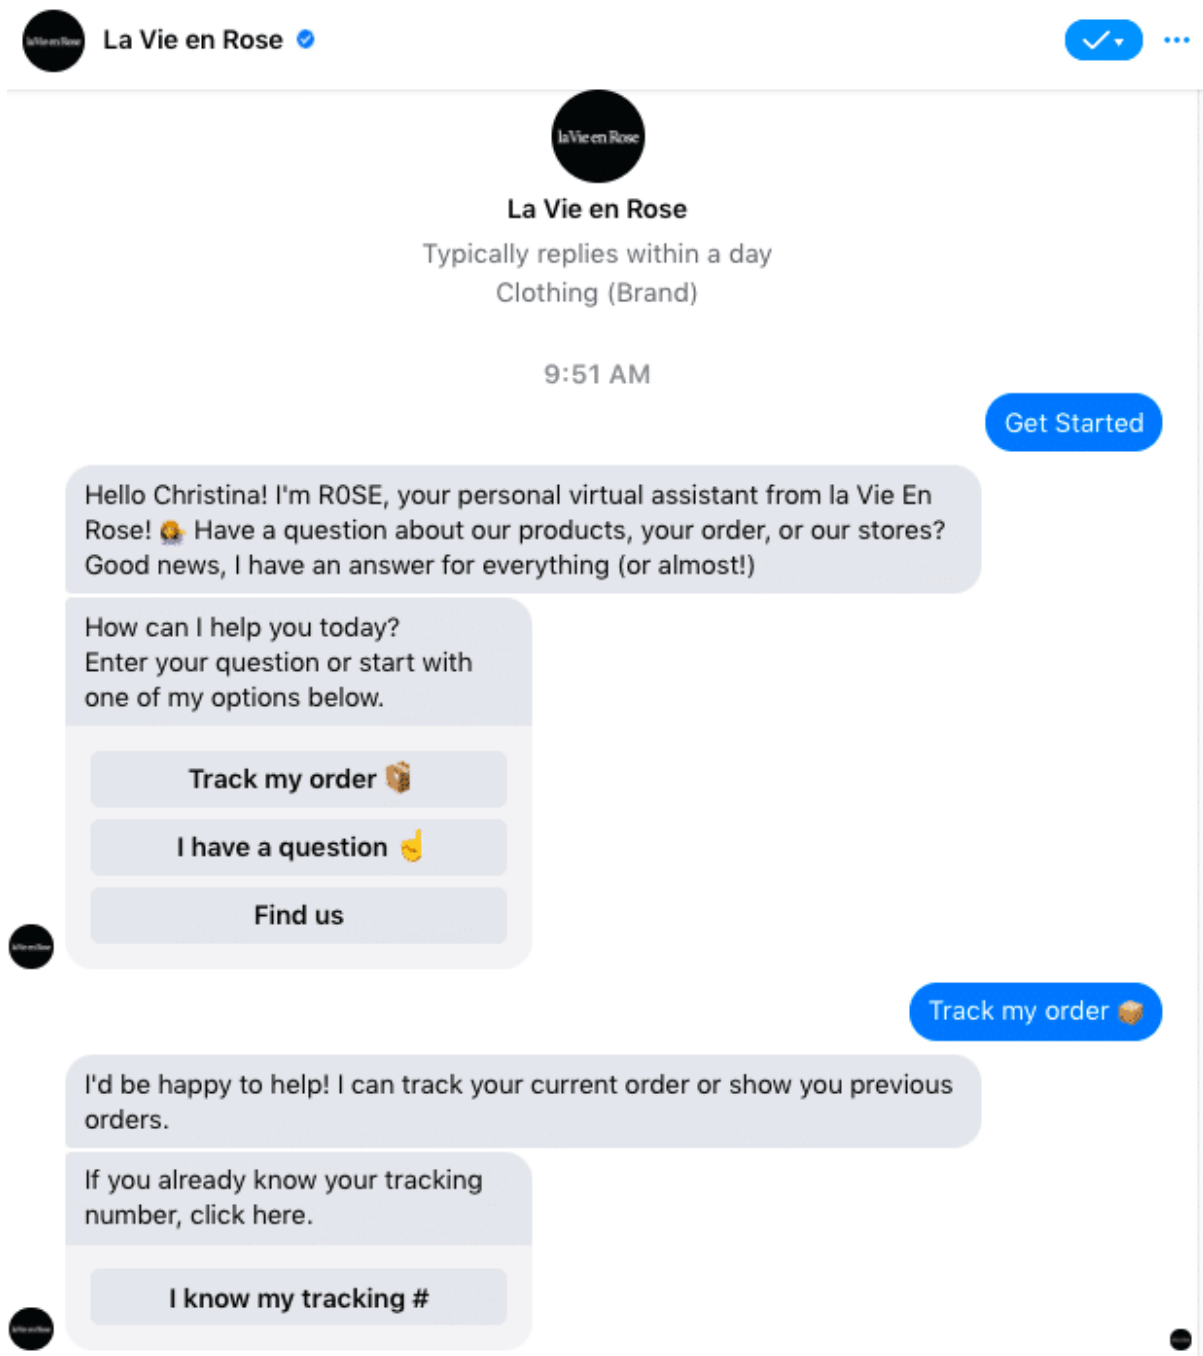 La Vie en Rose
la Vie en Rose
La Vie en Rose
Typically replies within a day
Clothing (Brand)
9:51 AM
Get Started
Hello Christina! I'm R0SE, your personal virtual assistant from la Vie En
Rose! 💁 Have a question about our products, your order, or our stores?
Good news, I have an answer for everything (or almost!)
How can I help you today?
Enter your question or start with
one of my options below.
Track my order 📦
I have a question ☝️
Find us
Track my order 📦
I'd be happy to help! I can track your current order or show you previous
orders.
If you already know your tracking
number, click here.
I know my tracking #